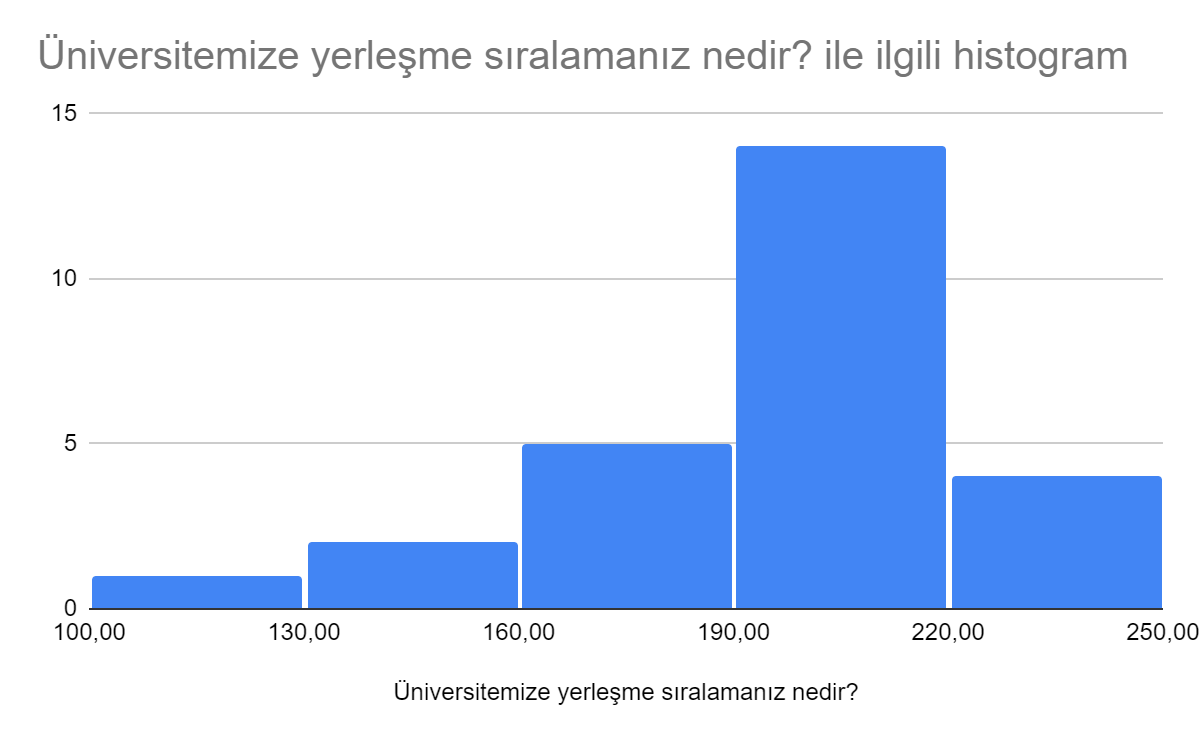 Üniversitemize yerleşme sıralamanız nedir? ile ilgili histogram
15
10
5
0
100,00 130,00 160,00 190,00 220,00 250,00
Üniversitemize yerleşme sıralamanız nedir?